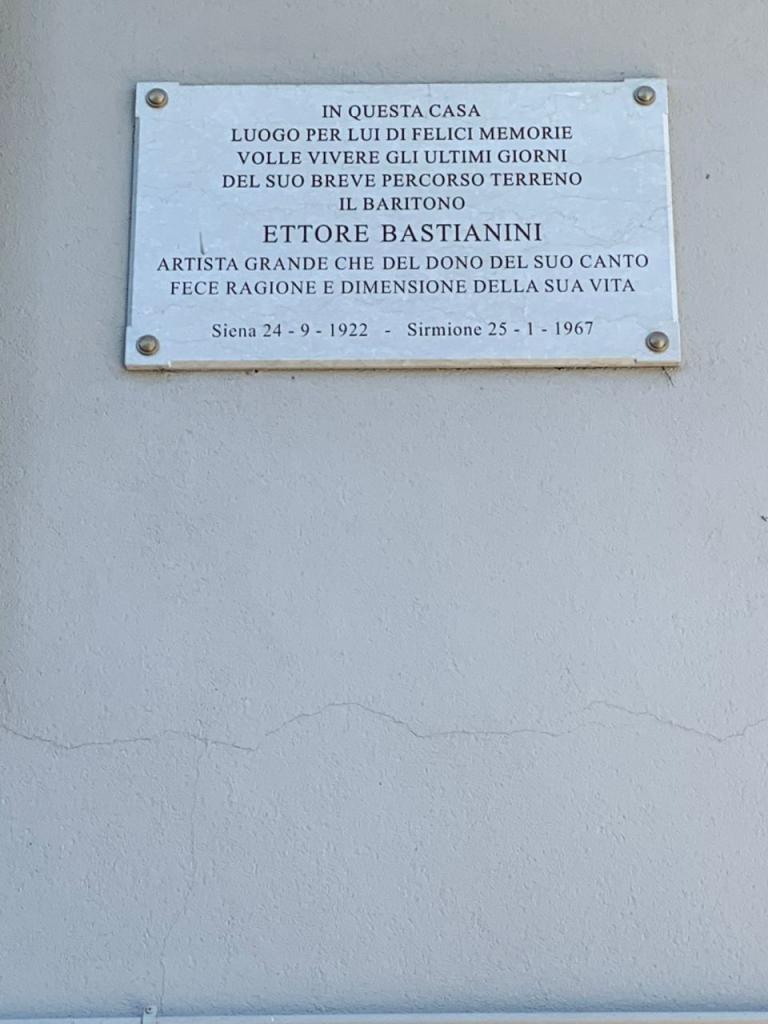 IN QUESTA CASA
LUOGO PER LUI DI FELICI MEMORIE
VOLLE VIVERE GLI ULTIMI GIORNI
DEL SUO BREVE PERCORSO TERRENO
IL BARITONO
ETTORE BASTIANINI
ARTISTA GRANDE CHE DEL DONO DEL SUO CANTO
FECE RAGIONE E DIMENSIONE DELLA SUA VITA
Siena 24 - 9 - 1922 - Sirmione 25 - 1 - 1967